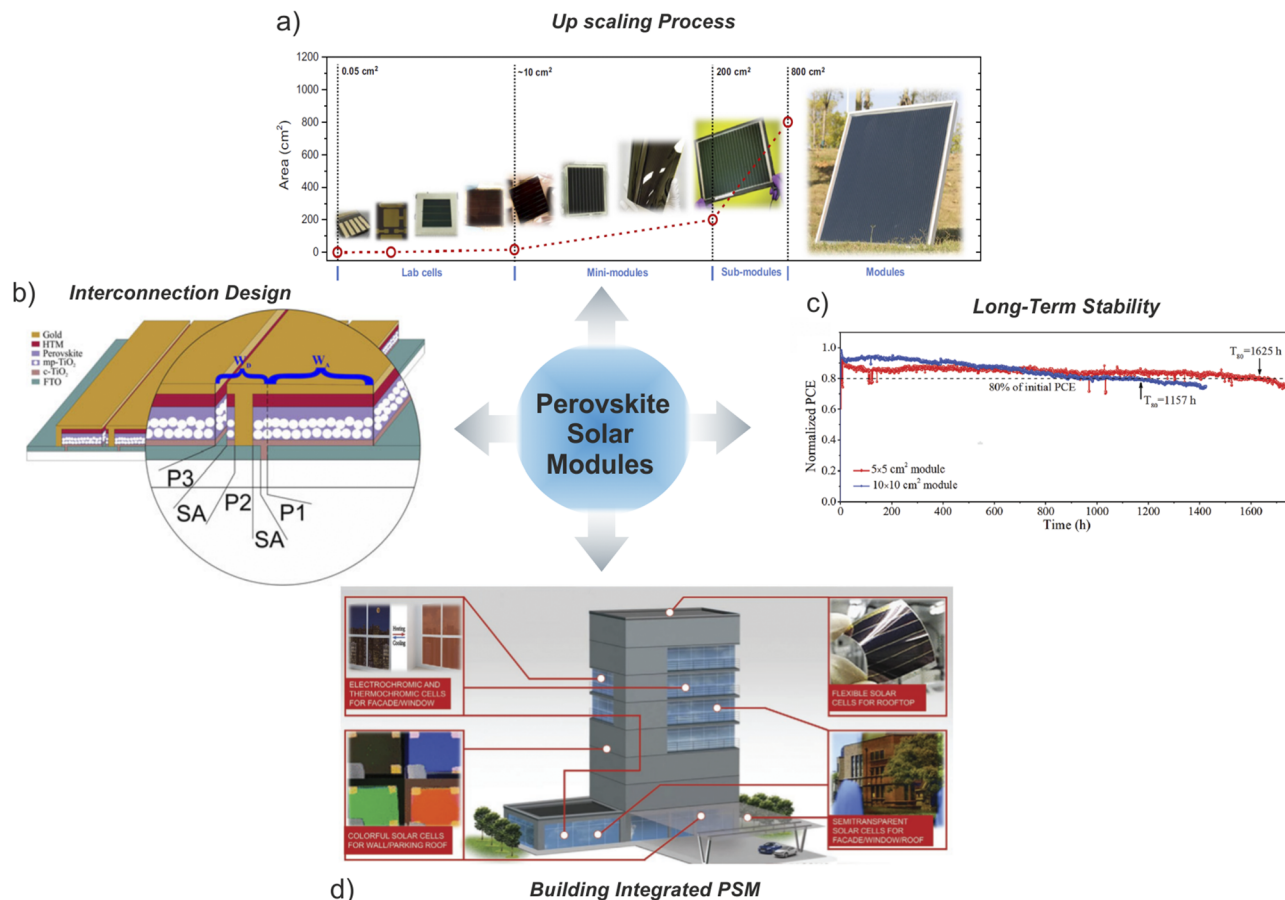 a)
Up scaling Process
1200
1000
800
600
400
200
0
Area (cm²)
0.05 cm²
~10 cm²
200 cm²
800 cm²
Lab cells
Mini-modules
Sub-modules
Modules
b)
Interconnection Design
Gold
HTM
Perovskite
mp-TiO₂
c-TiO₂
FTO
W_D
W_A
P3
SA
P2
SA
P1
Perovskite
Solar
Modules
c)
Long-Term Stability
Normalized PCE
1.0
0.8
0.6
0.4
0.2
0.0
T₈₀=1625 h
80% of initial PCE
T₈₀=1157 h
5×5 cm² module
10×10 cm² module
0 200 400 600 800 1000 1200 1400 1600
Time (h)
Heating
Cooling
ELECTROCHROMIC AND
THERMOCHROMIC CELLS
FOR FACADE/WINDOW
FLEXIBLE SOLAR
CELLS FOR ROOFTOP
COLORFUL SOLAR CELLS
FOR WALL/PARKING ROOF
SEMITRANSPARENT
SOLAR CELLS FOR
FACADE/WINDOW/ROOF
d)
Building Integrated PSM